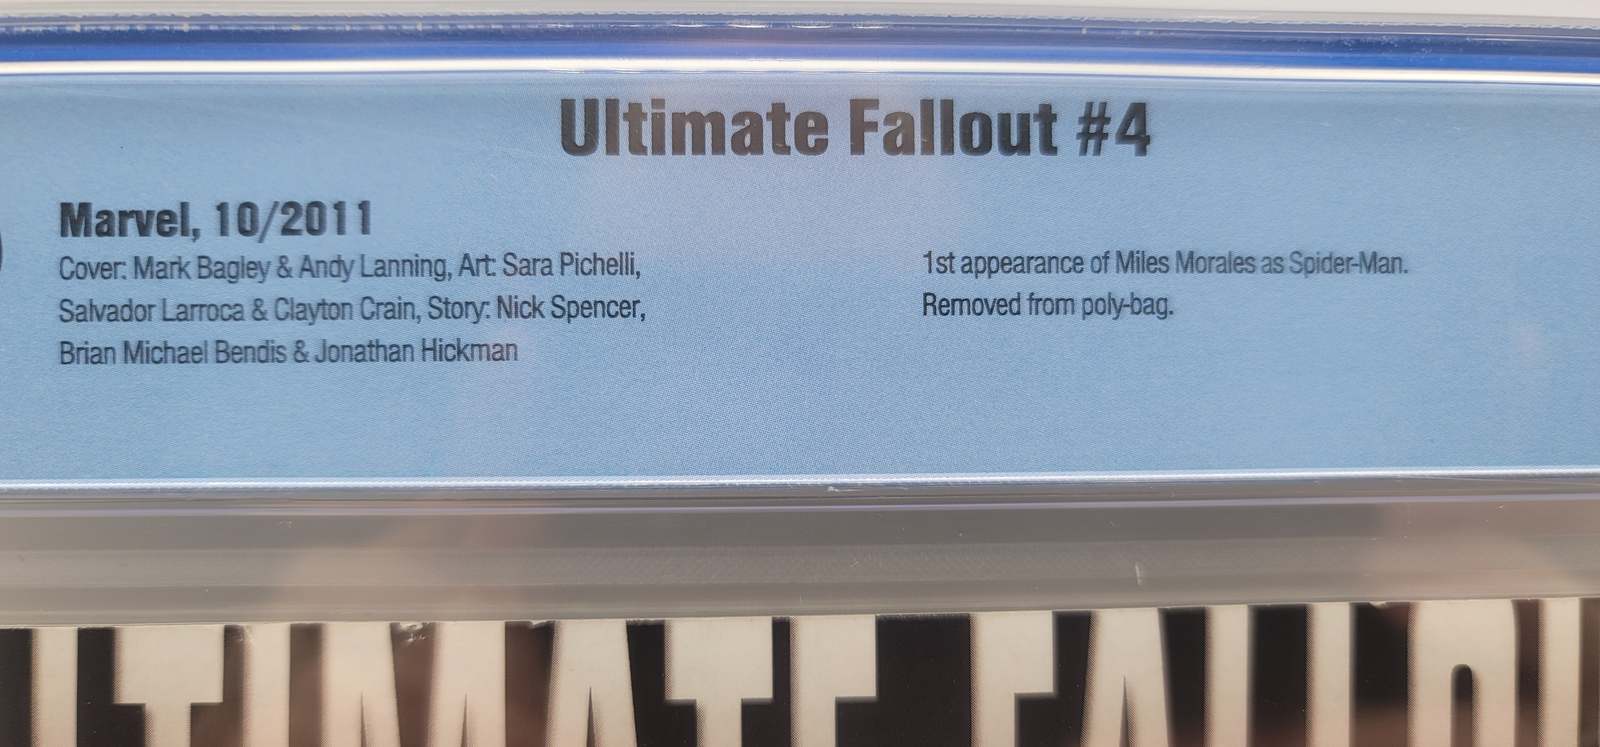 Ultimate Fallout #4
Marvel, 10/2011
Cover: Mark Bagley & Andy Lanning, Art: Sara Pichelli,
Salvador Larroca & Clayton Crain, Story: Nick Spencer,
Brian Michael Bendis & Jonathan Hickman
1st appearance of Miles Morales as Spider-Man.
Removed from poly-bag.
ULTIMATE FALLOU